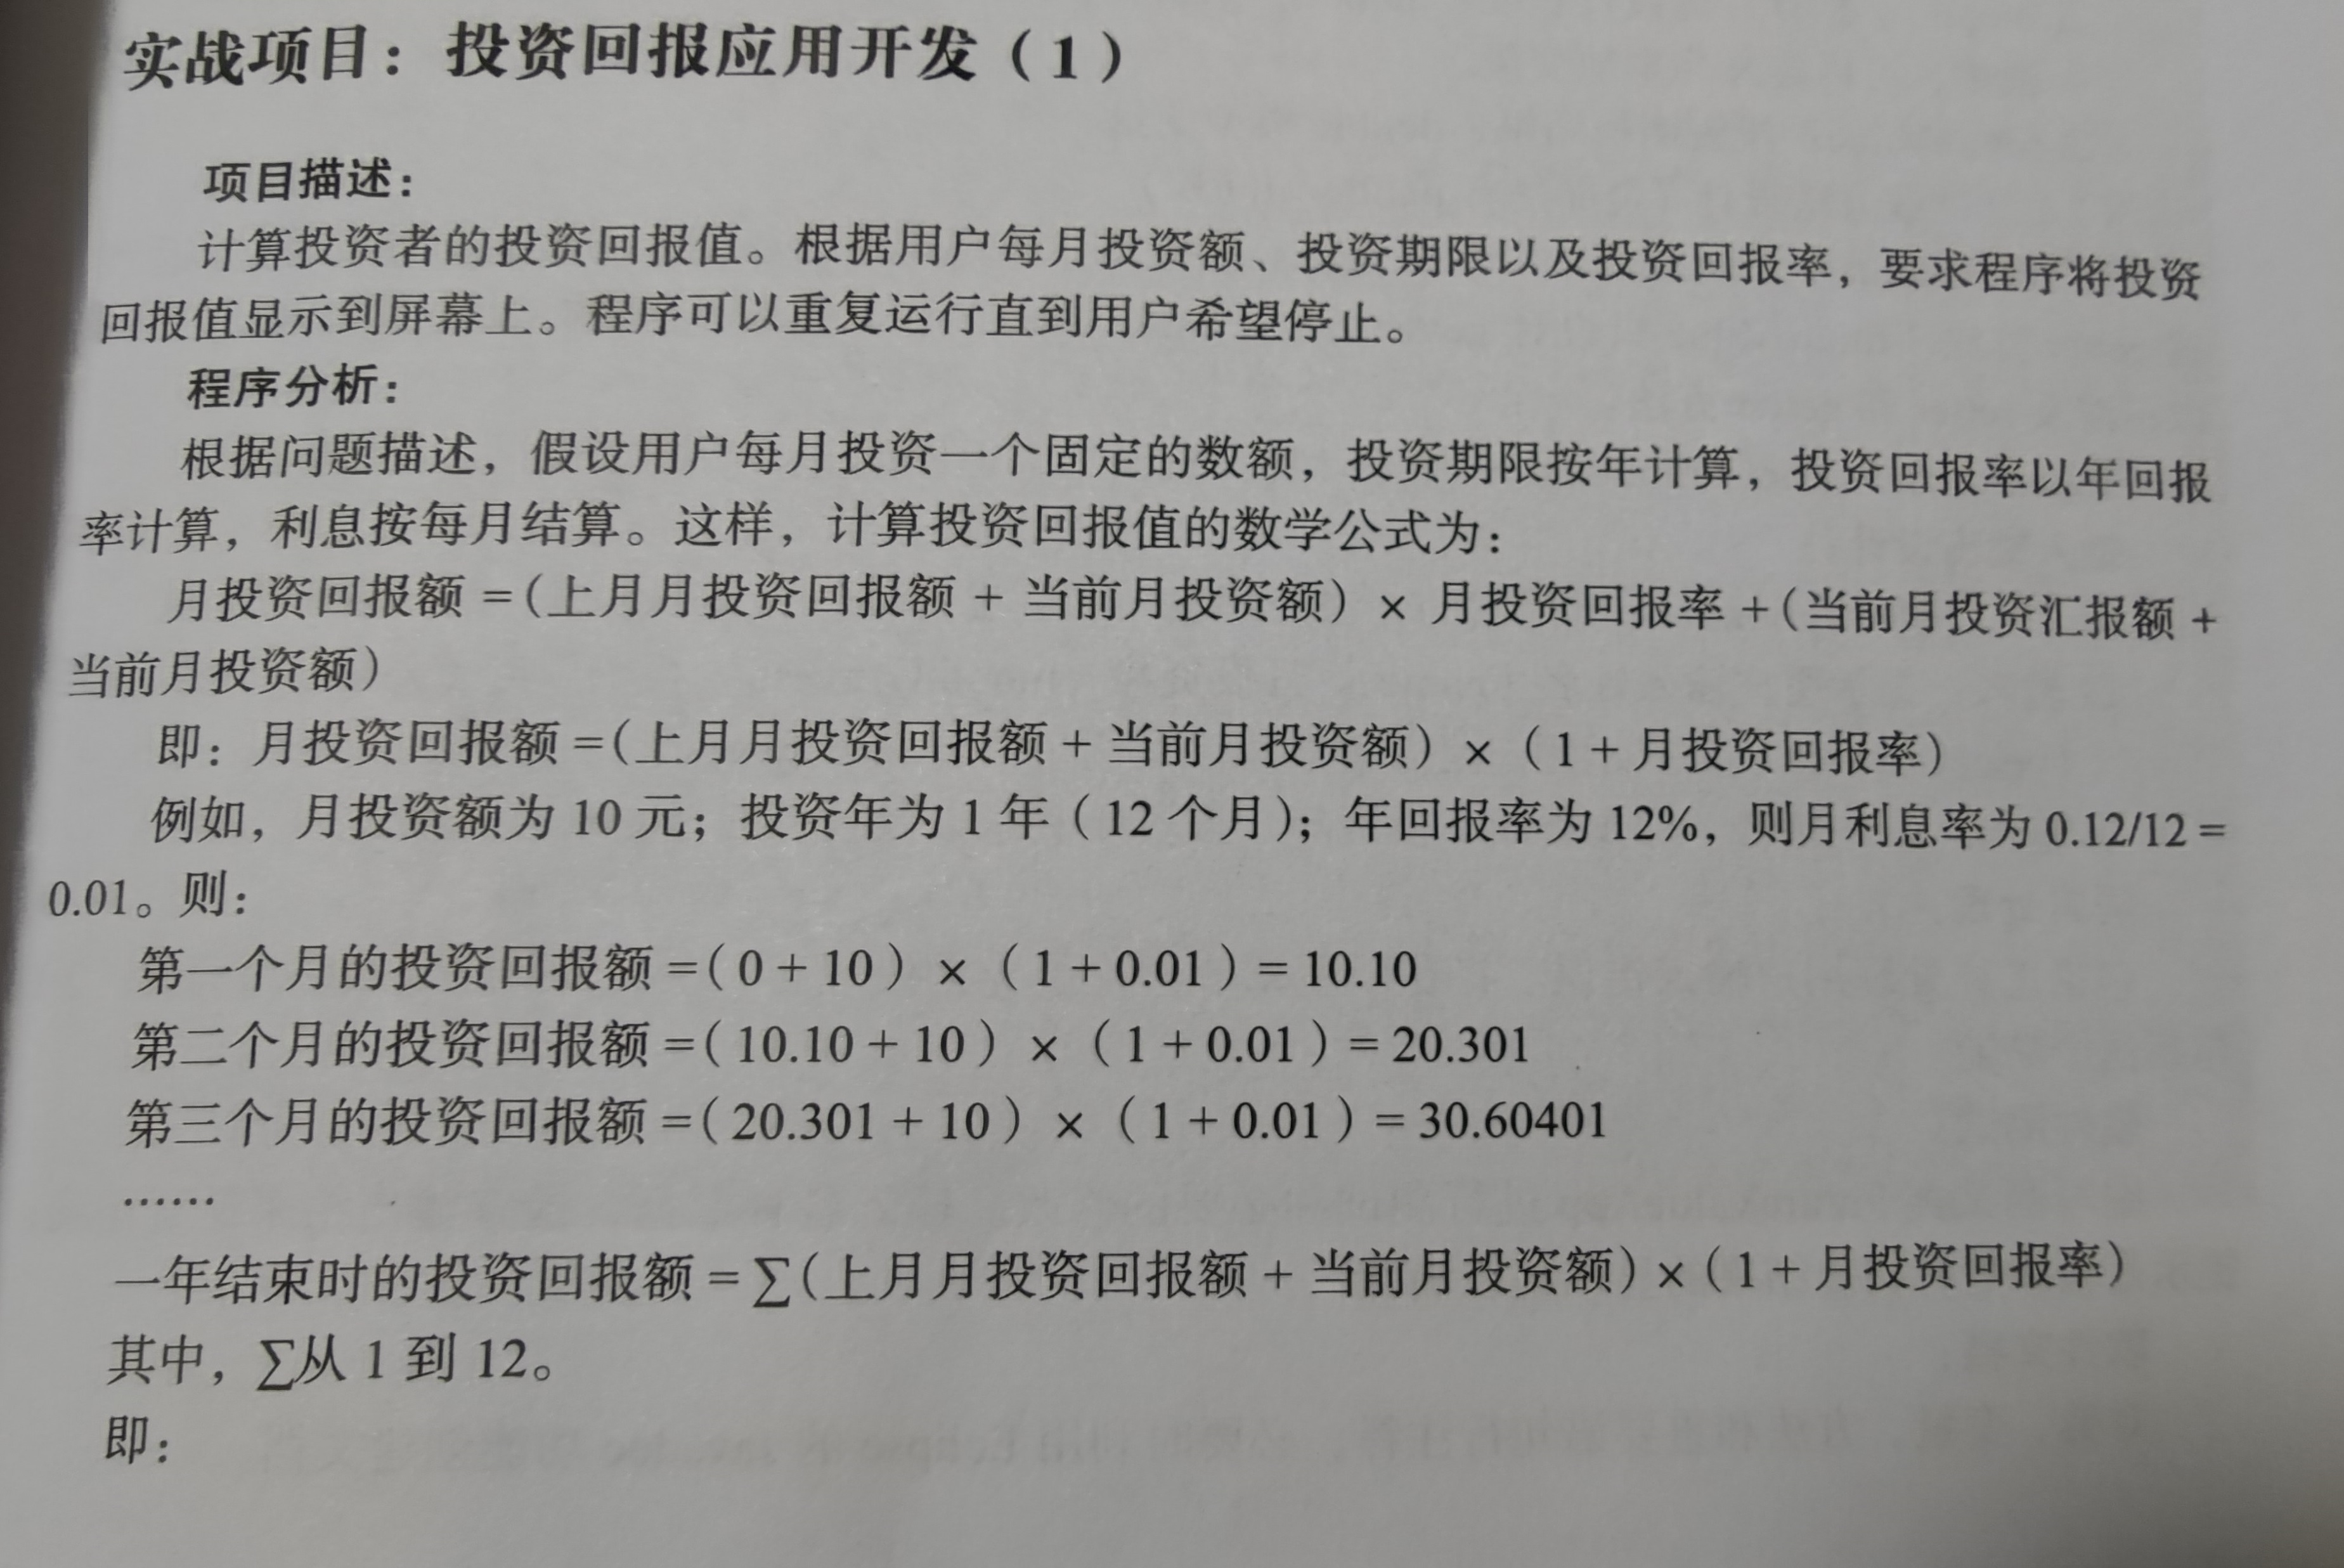 实战项目：投资回报应用开发（1）
项目描述：
计算投资者的投资回报值。根据用户每月投资额、投资期限以及投资回报率，要求程序将投资
回报值显示到屏幕上。程序可以重复运行直到用户希望停止。
程序分析：
根据问题描述，假设用户每月投资一个固定的数额，投资期限按年计算，投资回报率以年回报
率计算，利息按每月结算。这样，计算投资回报值的数学公式为：
月投资回报额 =（上月月投资回报额 + 当前月投资额）× 月投资回报率 +（当前月投资汇报额 +
当前月投资额）
即：月投资回报额 =（上月月投资回报额 + 当前月投资额）×（1 + 月投资回报率）
例如，月投资额为 10 元；投资年为 1 年（12 个月）；年回报率为 12%，则月利息率为 0.12/12 =
0.01。则：
第一个月的投资回报额 =（0 + 10）×（1 + 0.01）= 10.10
第二个月的投资回报额 =（10.10 + 10）×（1 + 0.01）= 20.301
第三个月的投资回报额 =（20.301 + 10）×（1 + 0.01）= 30.60401
……
一年结束时的投资回报额 = ∑（上月月投资回报额 + 当前月投资额）×（1 + 月投资回报率）
其中，∑从 1 到 12。
即：